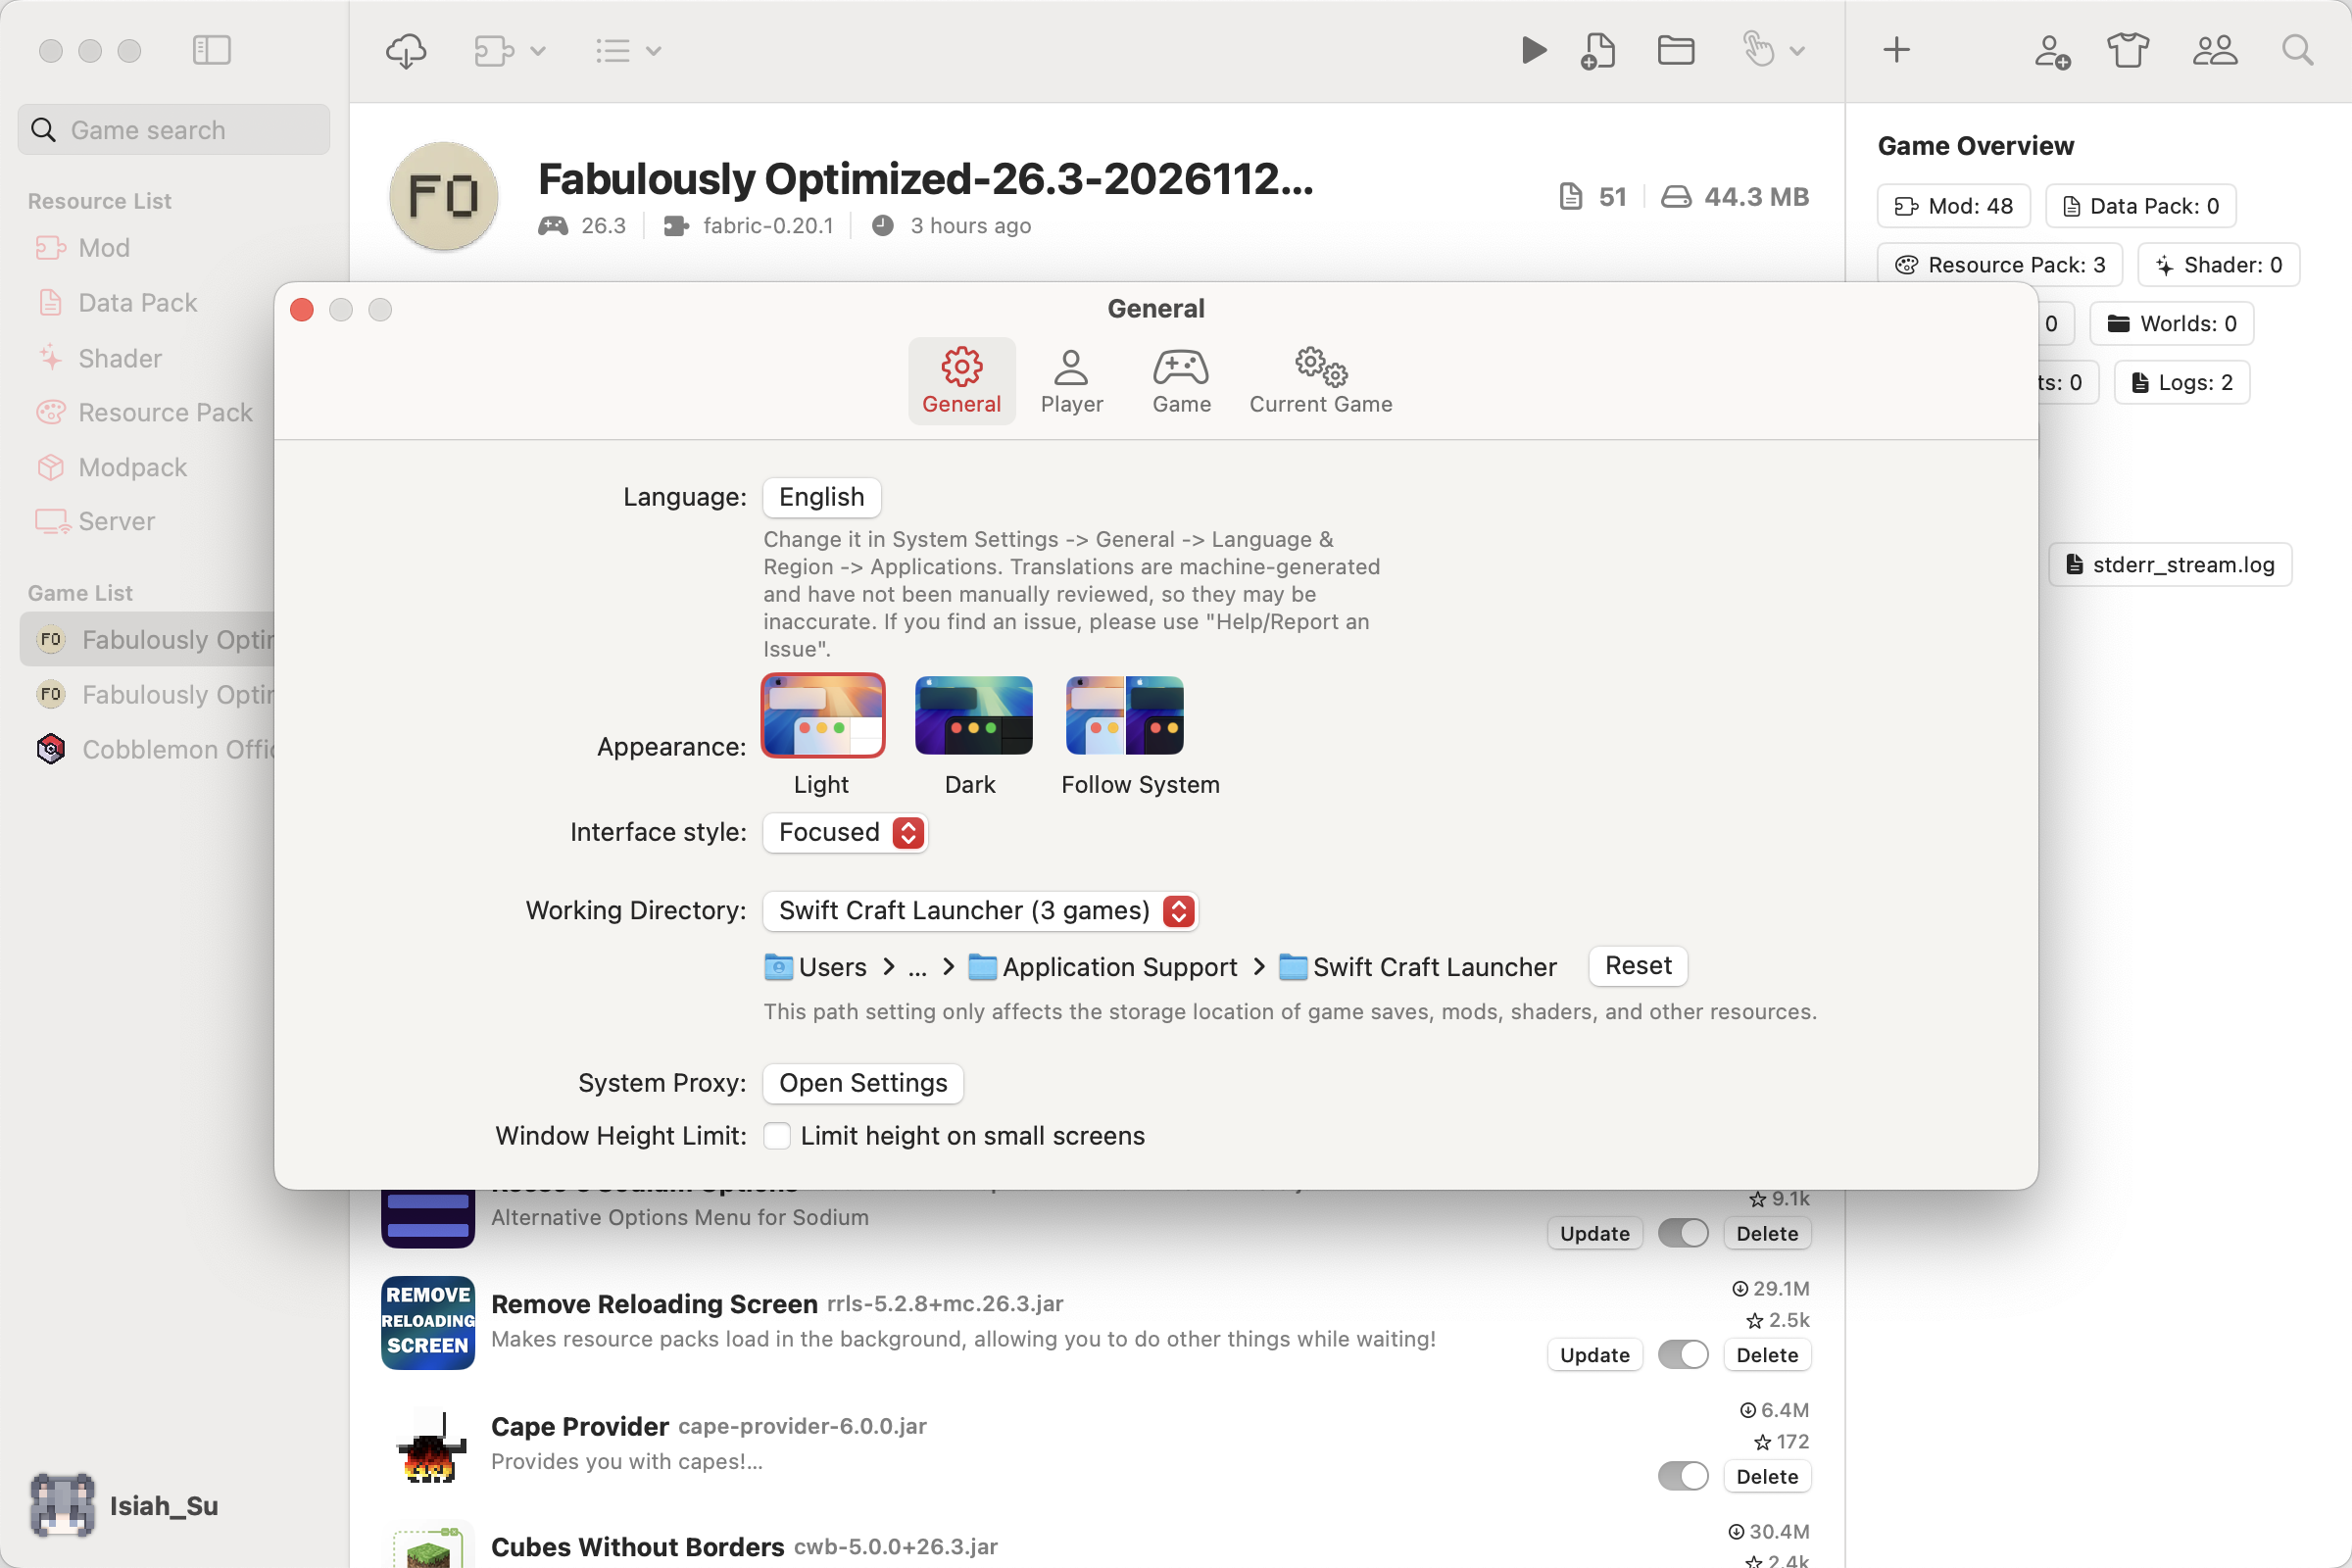 Game search
Resource List
Mod
Data Pack
Shader
Resource Pack
Modpack
Server
Game List
Fabulously Optin
Fabulously Optin
Cobblemon Offic
Isiah_Su
FO
Fabulously Optimized-26.3-2026112...
26.3
fabric-0.20.1
3 hours ago
51
44.3 MB
Game Overview
Mod: 48
Data Pack: 0
Resource Pack: 3
Shader: 0
0
Worlds: 0
ts: 0
Logs: 2
stderr_stream.log
General
General
Player
Game
Current Game
Language:
English
Change it in System Settings -> General -> Language &
Region -> Applications. Translations are machine-generated
and have not been manually reviewed, so they may be
inaccurate. If you find an issue, please use "Help/Report an
Issue".
Appearance:
Light
Dark
Follow System
Interface style:
Focused
Working Directory:
Swift Craft Launcher (3 games)
Users > ... > Application Support > Swift Craft Launcher
Reset
This path setting only affects the storage location of game saves, mods, shaders, and other resources.
System Proxy:
Open Settings
Window Height Limit:
Limit height on small screens
Alternative Options Menu for Sodium
9.1k
Update
Delete
REMOVE
RELOADING
SCREEN
Remove Reloading Screen rrls-5.2.8+mc.26.3.jar
Makes resource packs load in the background, allowing you to do other things while waiting!
29.1M
2.5k
Update
Delete
Cape Provider cape-provider-6.0.0.jar
Provides you with capes!...
6.4M
172
Delete
Cubes Without Borders cwb-5.0.0+26.3.jar
30.4M
2.4k